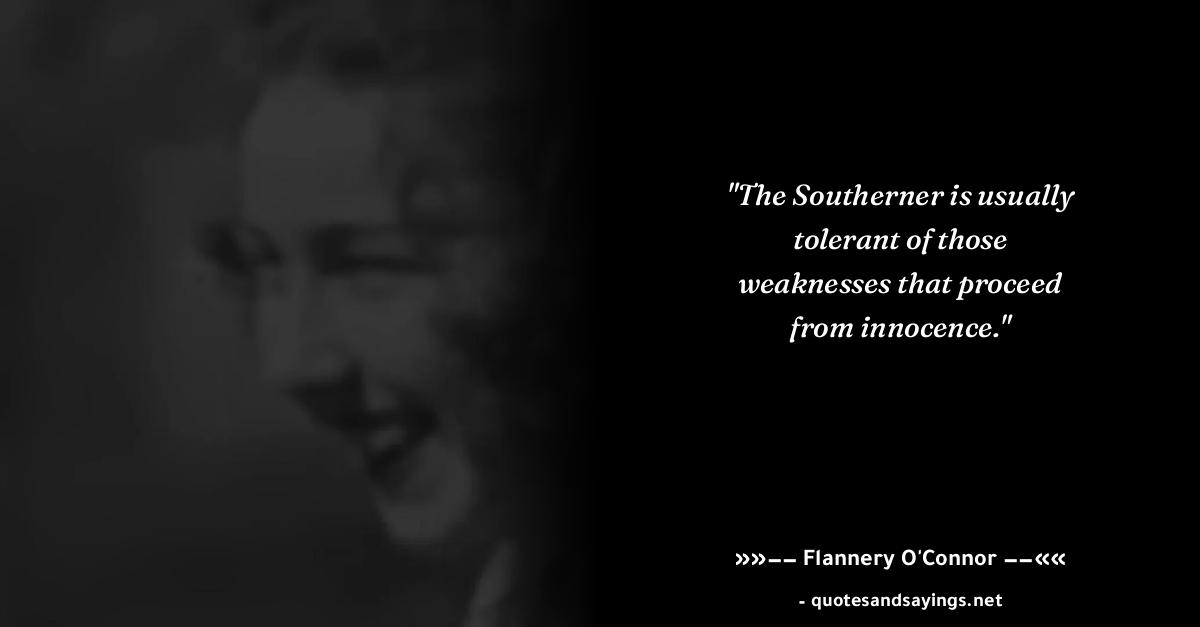 "The Southerner is usually
tolerant of those
weaknesses that proceed
from innocence."
»»−− Flannery O'Connor −−««
- quotesandsayings.net